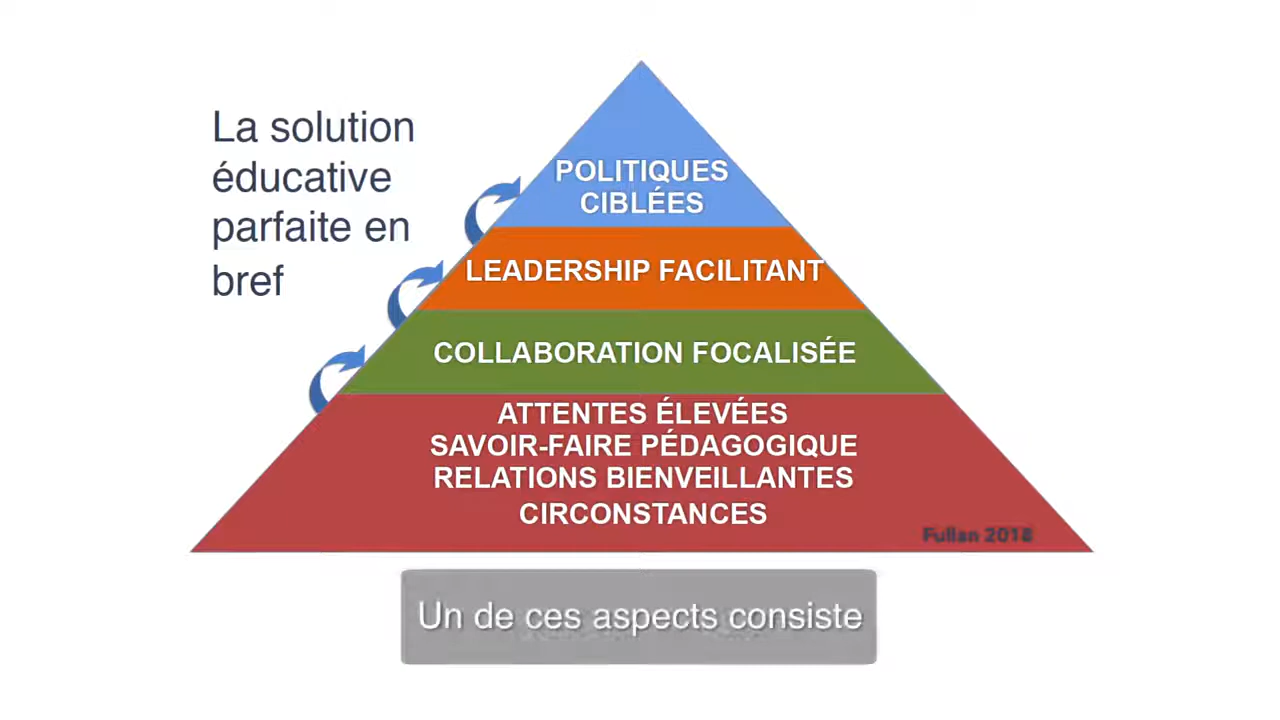 La solution
éducative
parfaite en
bref
POLITIQUES
CIBLÉES
LEADERSHIP FACILITANT
COLLABORATION FOCALISÉE
ATTENTES ÉLEVÉES
SAVOIR-FAIRE PÉDAGOGIQUE
RELATIONS BIENVEILLANTES
CIRCONSTANCES
Fullan 2018
Un de ces aspects consiste